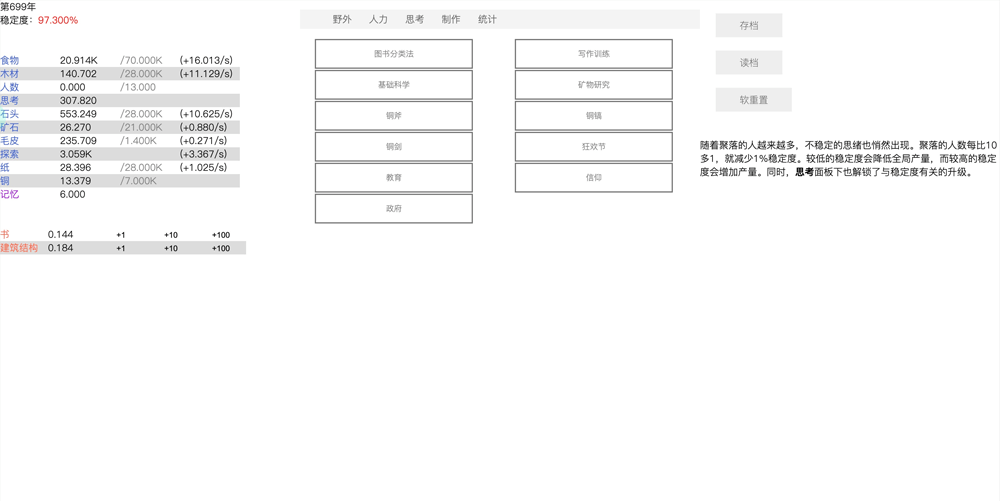 第699年
稳定度：97.300%
野外 人力 思考 制作 统计
存档
读档
软重置
食物 20.914K /70.000K (+16.013/s)
木材 140.702 /28.000K (+11.129/s)
人数 0.000 /13.000
思考 307.820
石头 553.249 /28.000K (+10.625/s)
矿石 26.270 /21.000K (+0.880/s)
毛皮 235.709 /1.400K (+0.271/s)
探索 3.059K (+3.367/s)
纸 28.396 /28.000K (+1.025/s)
铜 13.379 /7.000K
记忆 6.000
书 0.144 +1 +10 +100
建筑结构 0.184 +1 +10 +100
图书分类法 写作训练
基础科学 矿物研究
铜斧 铜镐
铜剑 狂欢节
教育 信仰
政府
随着聚落的人越来越多，不稳定的思绪也悄然出现。聚落的人数每比10
多1，就减少1%稳定度。较低的稳定度会降低全局产量，而较高的稳定
度会增加产量。同时，思考面板下也解锁了与稳定度有关的升级。